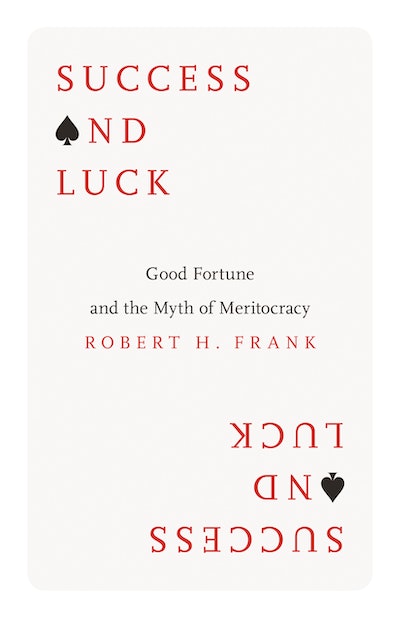 SUCCESS
♠ND
LUCK
Good Fortune
and the Myth of Meritocracy
ROBERT H. FRANK
LUCK
♠ND
SUCCESS